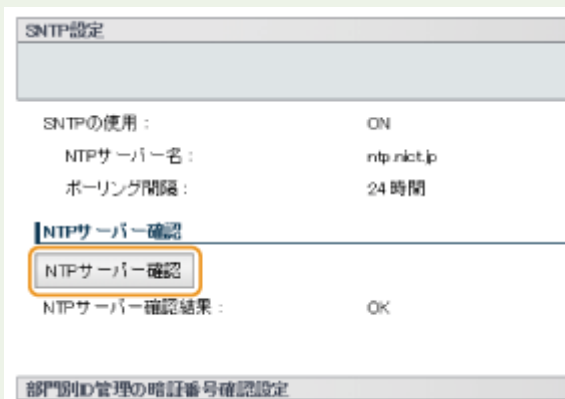 SNTP設定
SNTPの使用： ON
NTPサーバー名： ntp.nict.jp
ポーリング間隔： 24時間
NTPサーバー確認
NTPサーバー確認
NTPサーバー確認結果： OK
部門別ID管理の暗証番号確認設定